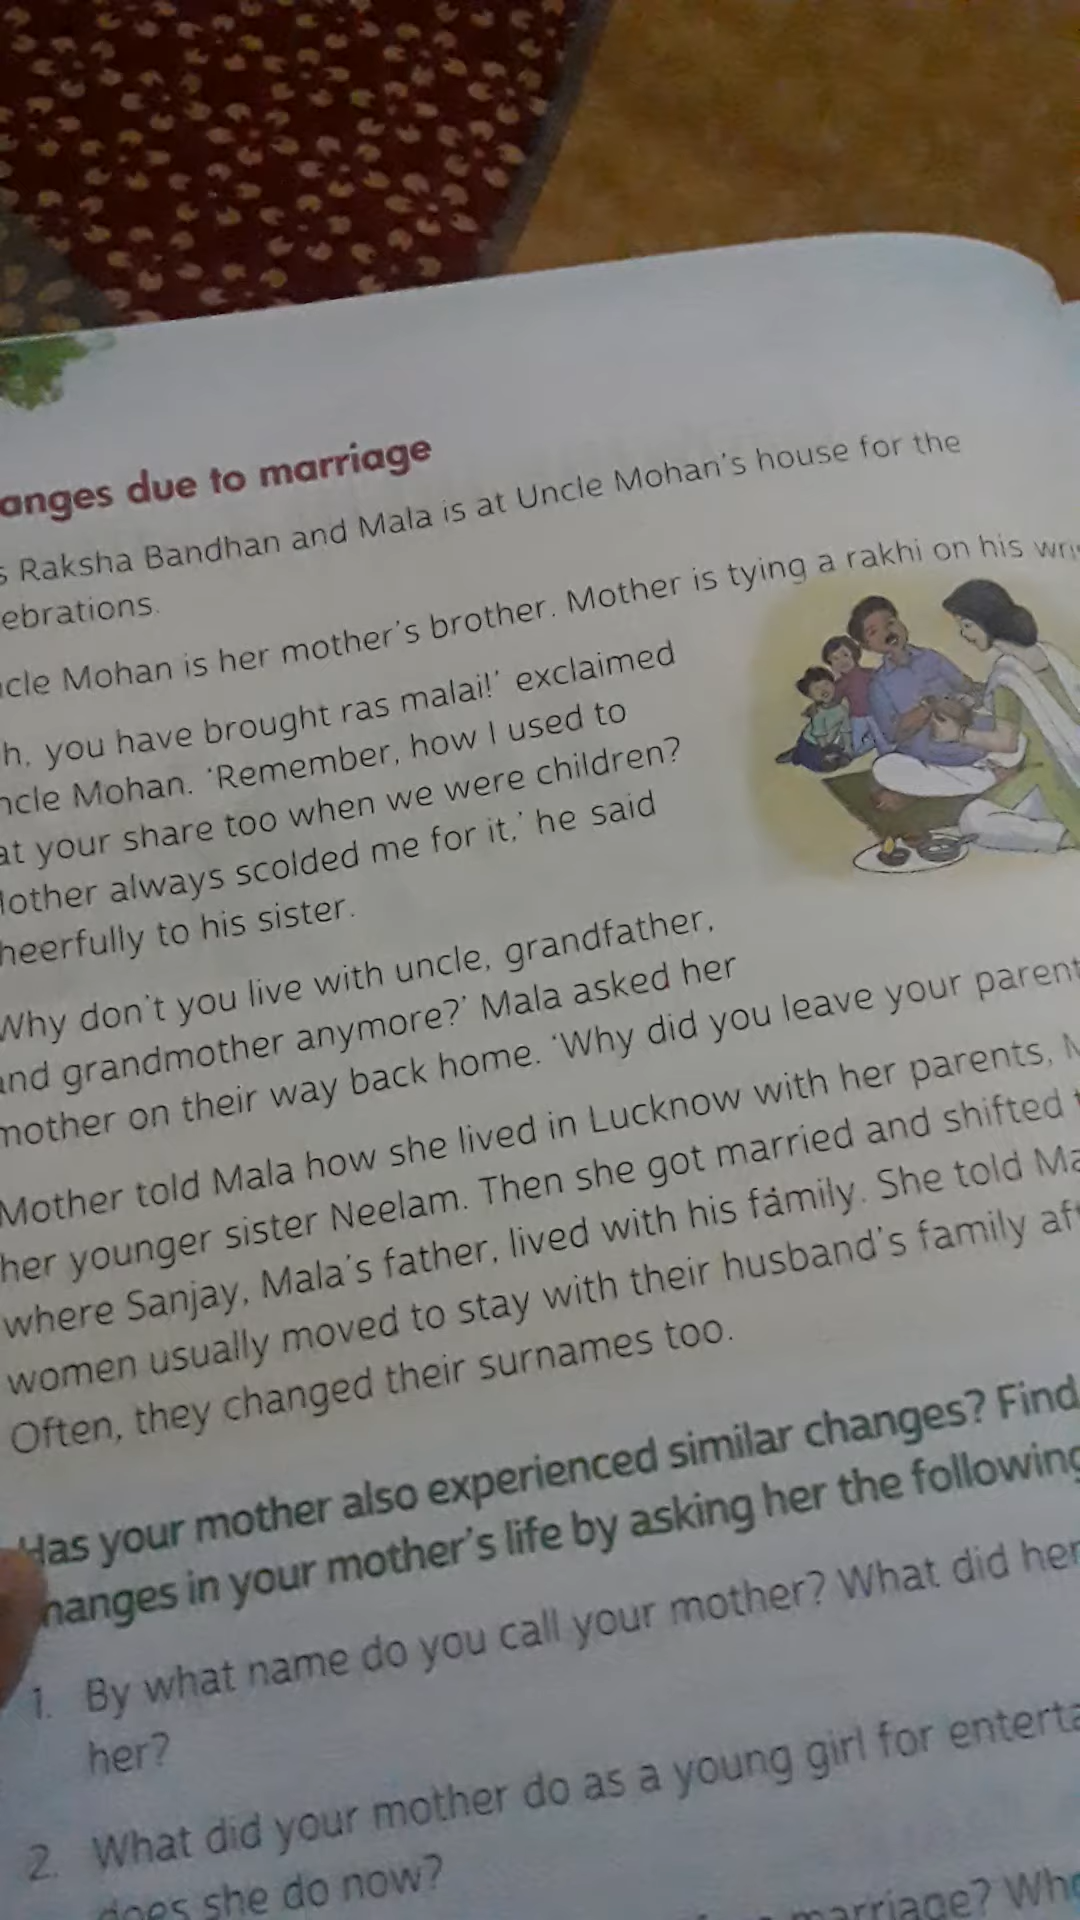 anges due to marriage
s Raksha Bandhan and Mala is at Uncle Mohan's house for the
ebrations.
ncle Mohan is her mother's brother. Mother is tying a rakhi on his wris
h, you have brought ras malai!' exclaimed
ncle Mohan. 'Remember, how I used to
at your share too when we were children?
Mother always scolded me for it,' he said
heerfully to his sister.
Why don't you live with uncle, grandfather,
and grandmother anymore?' Mala asked her
mother on their way back home. 'Why did you leave your parent
Mother told Mala how she lived in Lucknow with her parents, M
her younger sister Neelam. Then she got married and shifted t
where Sanjay, Mala's father, lived with his family. She told Ma
women usually moved to stay with their husband's family aft
Often, they changed their surnames too.
Has your mother also experienced similar changes? Find
hanges in your mother's life by asking her the following
1. By what name do you call your mother? What did her
her?
2. What did your mother do as a young girl for enterta
does she do now?
marriage? Who